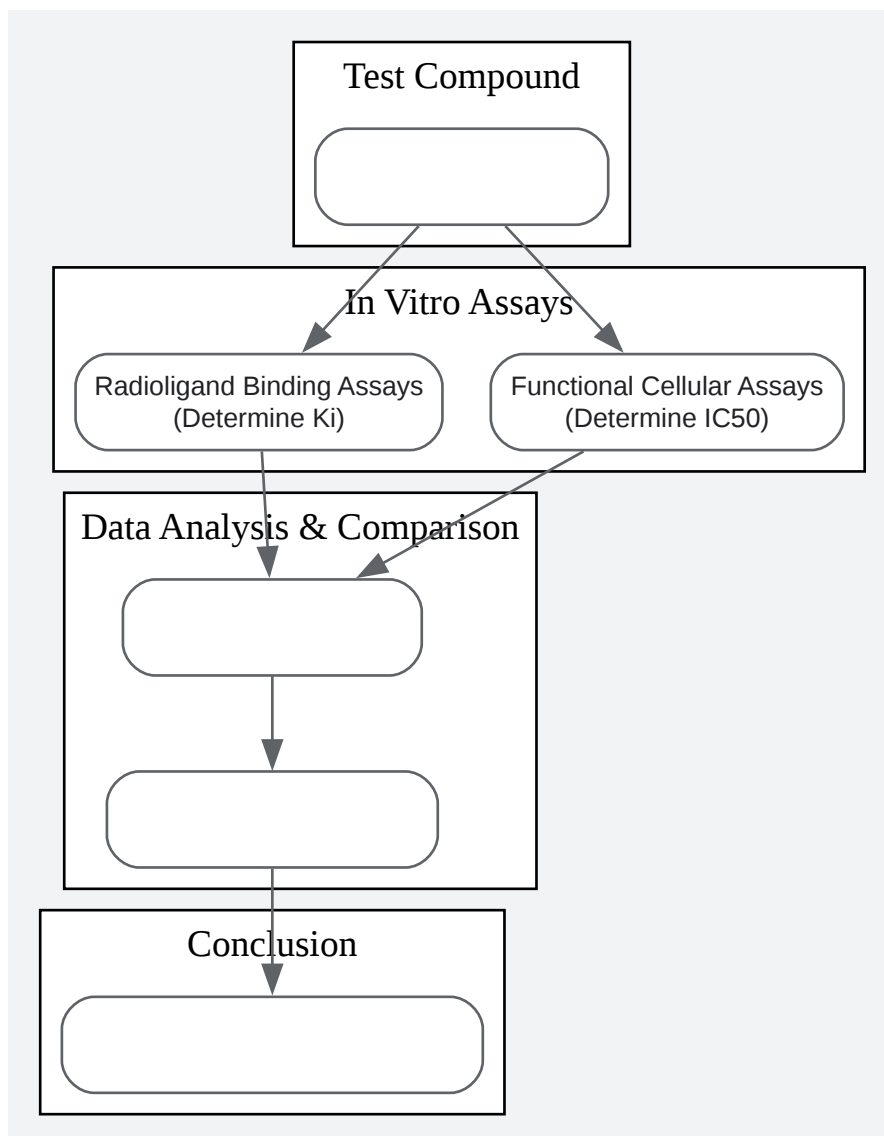 Test Compound
In Vitro Assays
Radioligand Binding Assays
(Determine Ki)
Functional Cellular Assays
(Determine IC50)
Data Analysis & Comparison
Conclusion